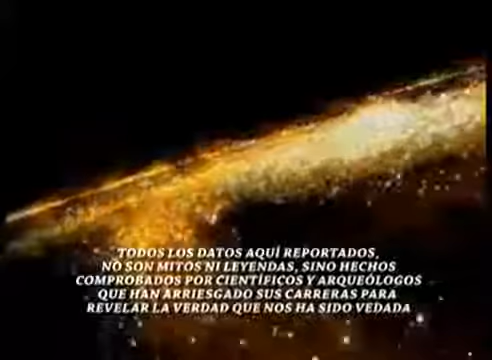 TODOS LOS DATOS AQUÍ REPORTADOS,
NO SON MITOS NI LEYENDAS, SINO HECHOS
COMPROBADOS POR CIENTÍFICOS Y ARQUEÓLOGOS
QUE HAN ARRIESGADO SUS CARRERAS PARA
REVELAR LA VERDAD QUE NOS HA SIDO VEDADA